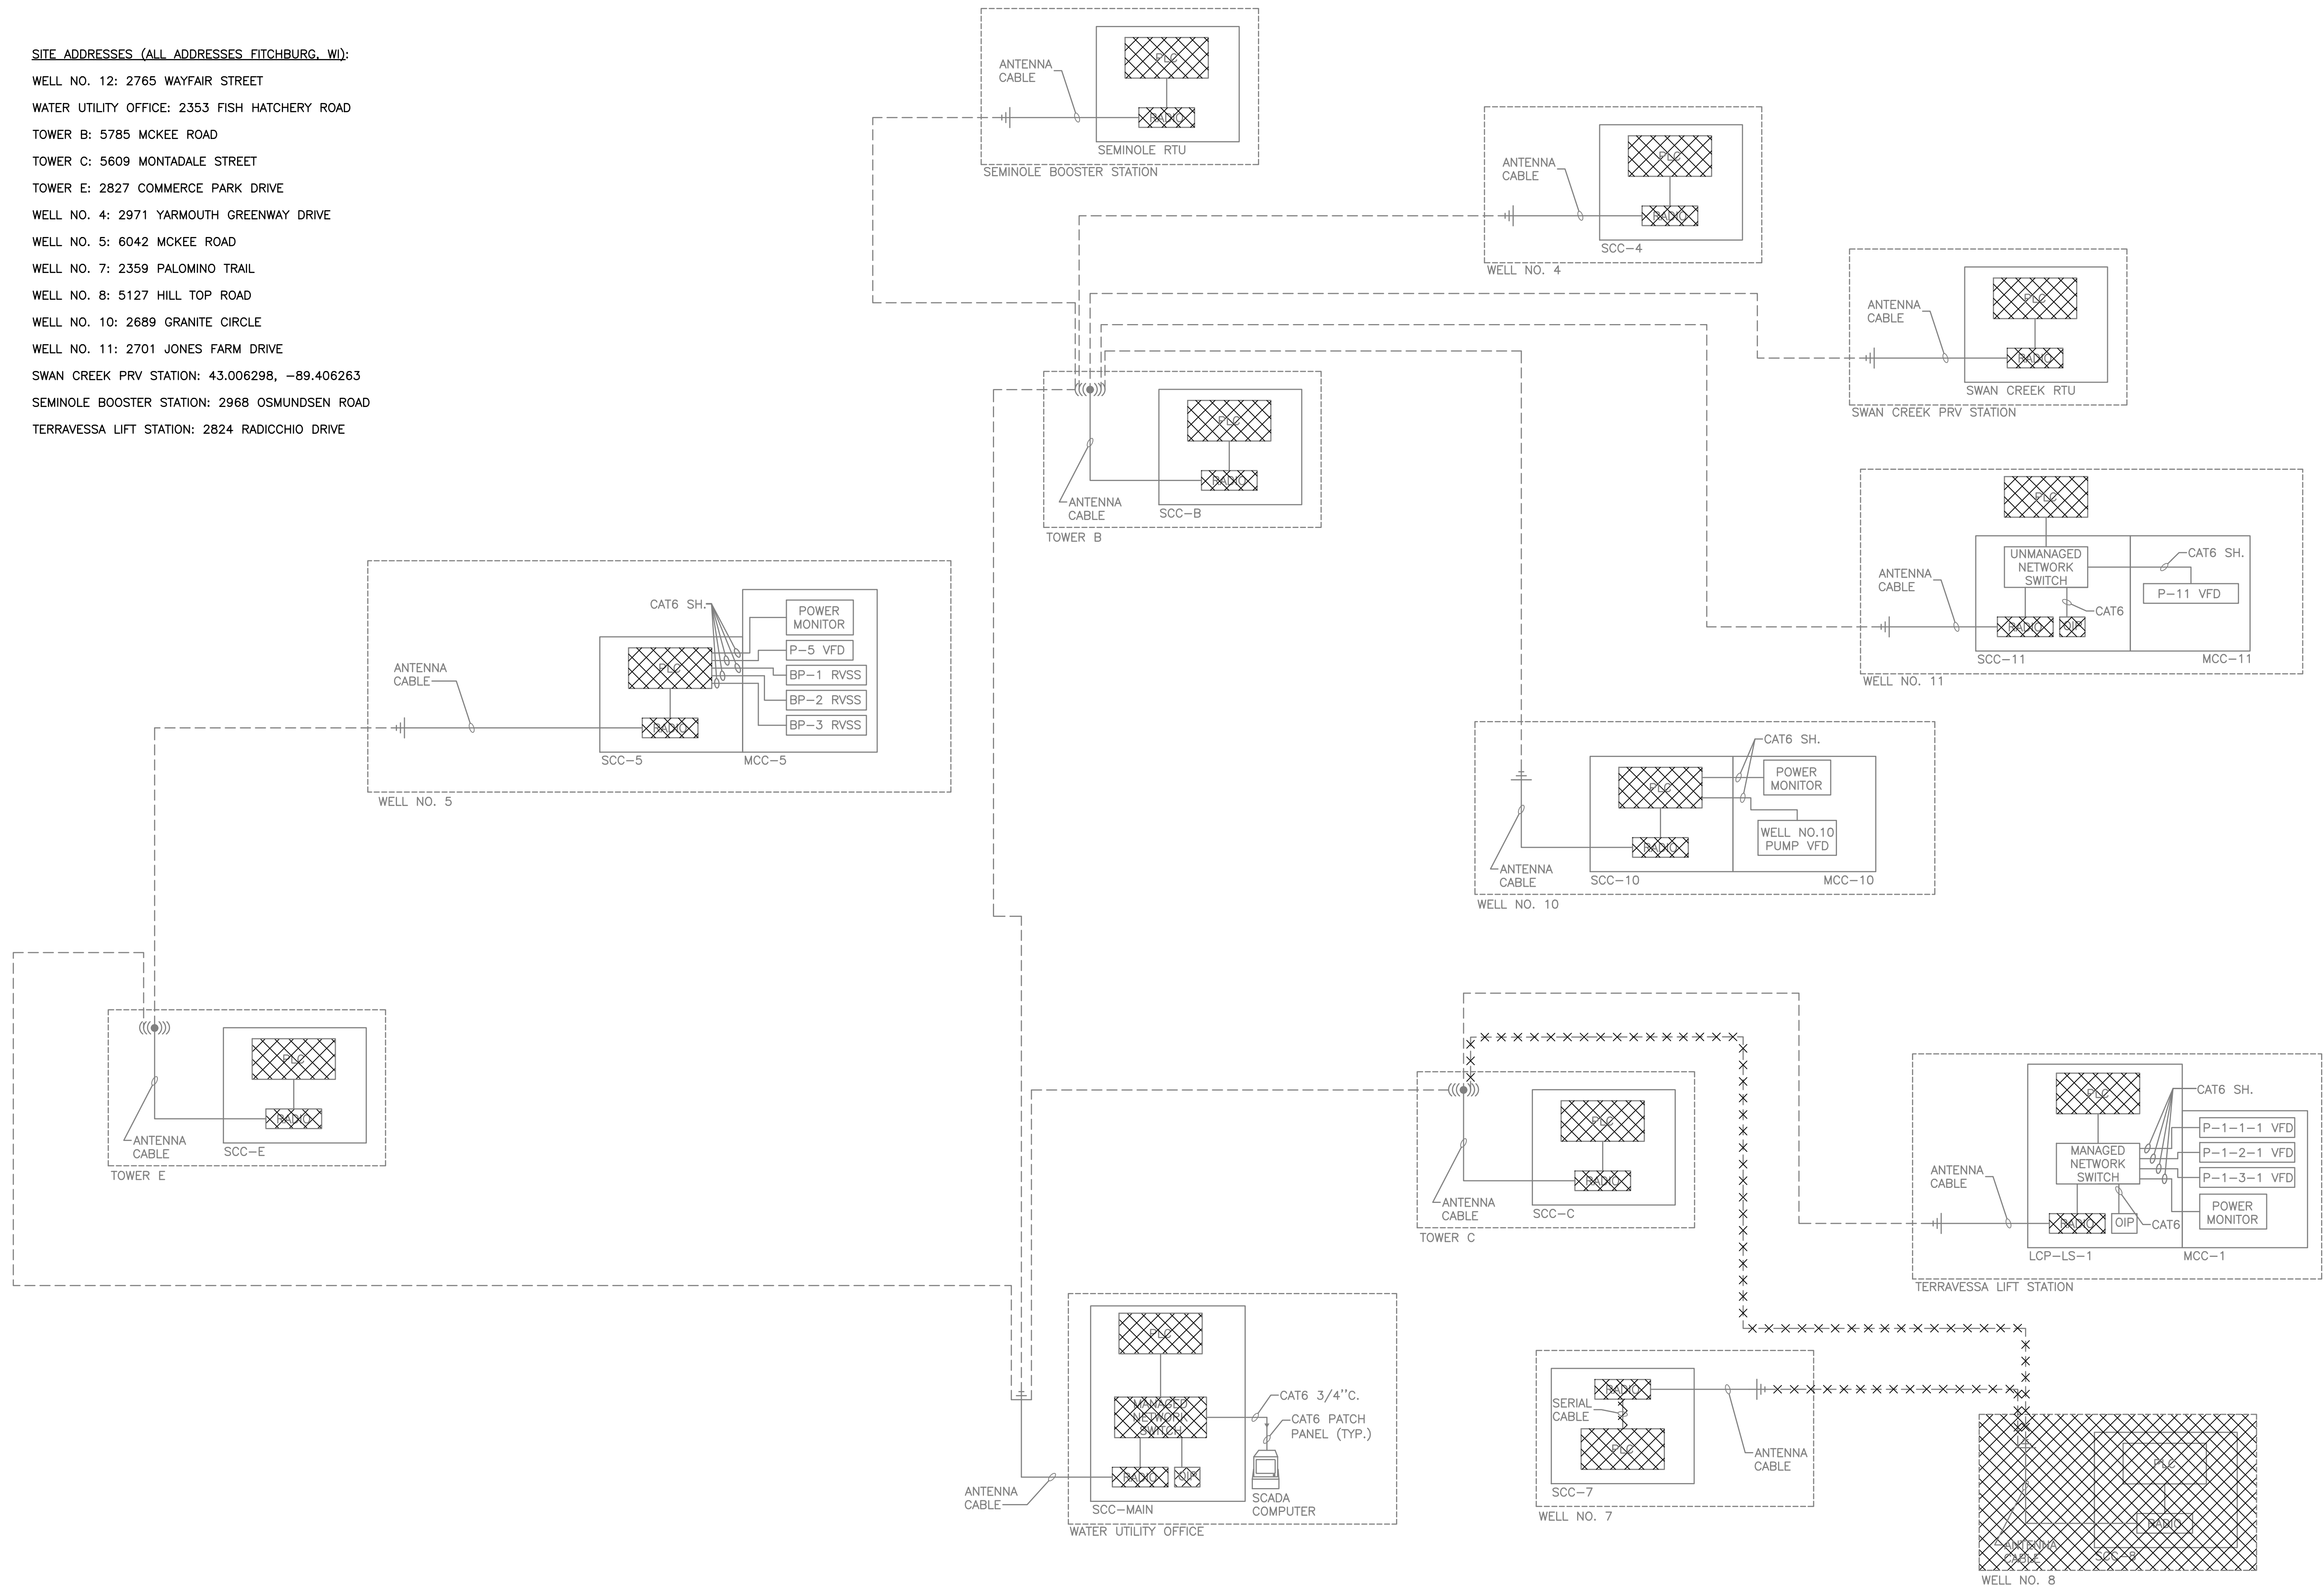 SITE ADDRESSES (ALL ADDRESSES FITCHBURG, WI):
WELL NO. 12: 2765 WAYFAIR STREET
WATER UTILITY OFFICE: 2353 FISH HATCHERY ROAD
TOWER B: 5785 MCKEE ROAD
TOWER C: 5609 MONTADALE STREET
TOWER E: 2827 COMMERCE PARK DRIVE
WELL NO. 4: 2971 YARMOUTH GREENWAY DRIVE
WELL NO. 5: 6042 MCKEE ROAD
WELL NO. 7: 2359 PALOMINO TRAIL
WELL NO. 8: 5127 HILL TOP ROAD
WELL NO. 10: 2689 GRANITE CIRCLE
WELL NO. 11: 2701 JONES FARM DRIVE
SWAN CREEK PRV STATION: 43.006298, -89.406263
SEMINOLE BOOSTER STATION: 2968 OSMUNDSEN ROAD
TERRAVESSA LIFT STATION: 2824 RADICCHIO DRIVE
PLC
ANTENNA
CABLE
RADIO
SEMINOLE RTU
SEMINOLE BOOSTER STATION
PLC
ANTENNA
CABLE
RADIO
SCC-4
WELL NO. 4
PLC
ANTENNA
CABLE
RADIO
SWAN CREEK RTU
SWAN CREEK PRV STATION
PLC
RADIO
ANTENNA
CABLE
SCC-B
TOWER B
PLC
UNMANAGED
NETWORK
SWITCH
CAT6 SH.
P-11 VFD
ANTENNA
CABLE
CAT6
RADIO
OIP
SCC-11
MCC-11
WELL NO. 11
CAT6 SH.
POWER
MONITOR
P-5 VFD
BP-1 RVSS
BP-2 RVSS
BP-3 RVSS
PLC
ANTENNA
CABLE
RADIO
SCC-5
MCC-5
WELL NO. 5
CAT6 SH.
POWER
MONITOR
PLC
WELL NO.10
PUMP VFD
RADIO
ANTENNA
CABLE
SCC-10
MCC-10
WELL NO. 10
PLC
RADIO
ANTENNA
CABLE
SCC-E
TOWER E
PLC
RADIO
ANTENNA
CABLE
SCC-C
TOWER C
PLC
CAT6 SH.
MANAGED
NETWORK
SWITCH
P-1-1-1 VFD
P-1-2-1 VFD
P-1-3-1 VFD
POWER
MONITOR
ANTENNA
CABLE
RADIO
OIP
CAT6
LCP-LS-1
MCC-1
TERRAVESSA LIFT STATION
PLC
MANAGED
NETWORK
SWITCH
CAT6 3/4''C.
CAT6 PATCH
PANEL (TYP.)
RADIO
OIP
ANTENNA
CABLE
SCADA
COMPUTER
SCC-MAIN
WATER UTILITY OFFICE
RADIO
SERIAL
CABLE
PLC
ANTENNA
CABLE
SCC-7
WELL NO. 7
PLC
RADIO
ANTENNA
CABLE
SCC-8
WELL NO. 8